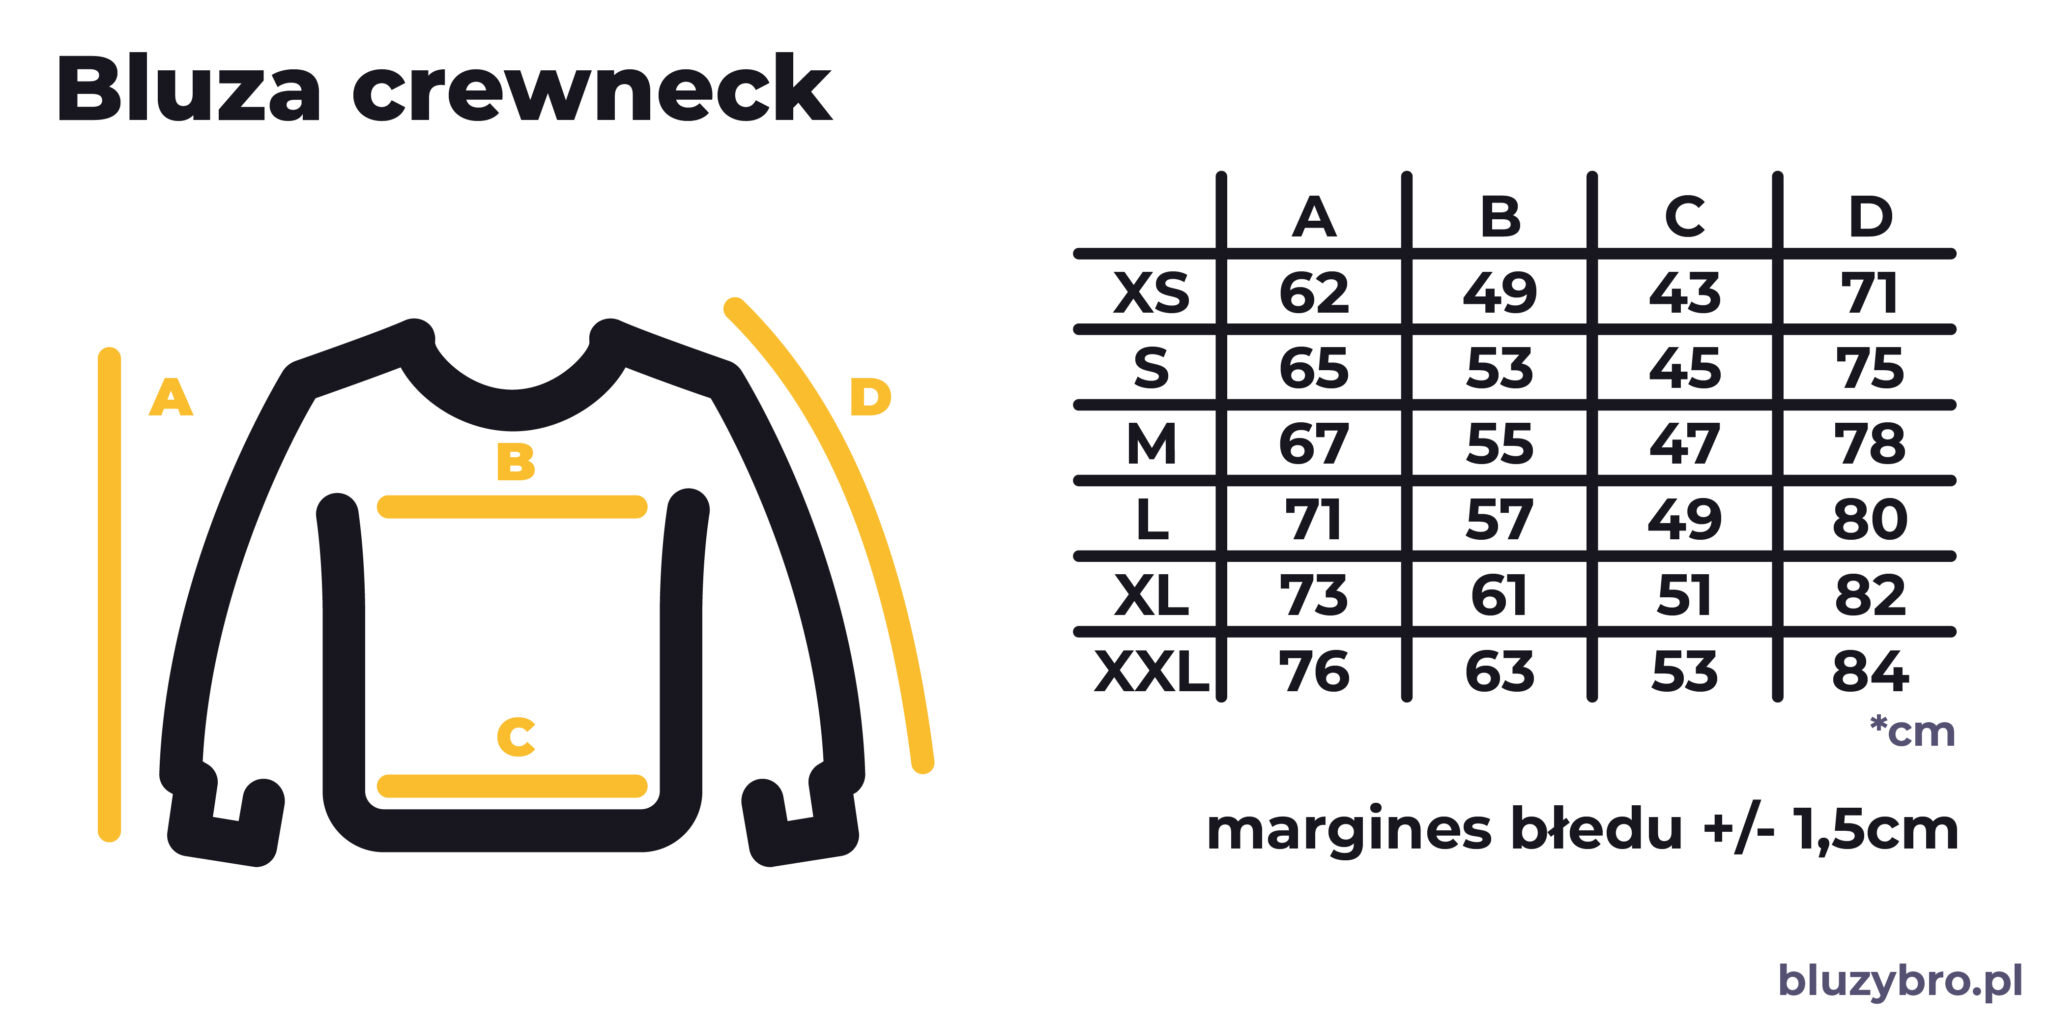 Bluza crewneck
A
B
C
D
A B C D
XS 62 49 43 71
S 65 53 45 75
M 67 55 47 78
L 71 57 49 80
XL 73 61 51 82
XXL 76 63 53 84
*cm
margines błedu +/- 1,5cm
bluzybro.pl